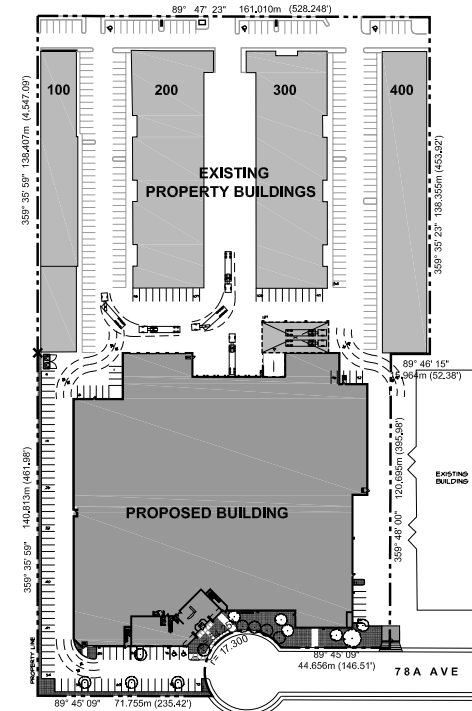 89° 47' 23" 161.010m (528.248')
100
200
300
400
359° 35' 59" 138.407m (4,547.09')
359° 35' 23" 138.355m (453.92')
EXISTING
PROPERTY BUILDINGS
89° 46' 15"
15.964m (52.38')
359° 35' 59" 140.813m (461.98')
359° 48' 00" 120.695m (395.98')
EXISTING
BUILDING
PROPOSED BUILDING
PROPERTY LINE
r= 17.300
89° 45' 09"
44.656m (146.51')
78A AVE
89° 45' 09" 71.755m (235.42')